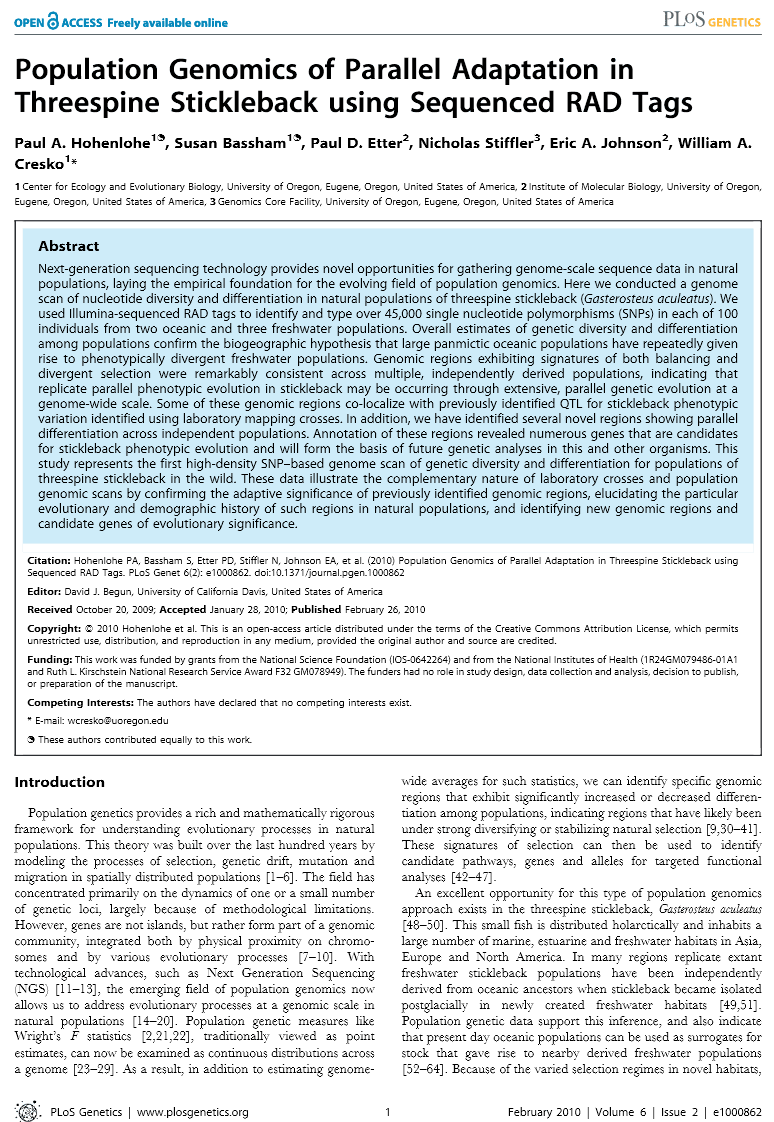 OPEN ACCESS Freely available online
PLoS GENETICS
Population Genomics of Parallel Adaptation in
Threespine Stickleback using Sequenced RAD Tags
Paul A. Hohenlohe1☯, Susan Bassham1☯, Paul D. Etter2, Nicholas Stiffler3, Eric A. Johnson2, William A.
Cresko1*
1 Center for Ecology and Evolutionary Biology, University of Oregon, Eugene, Oregon, United States of America, 2 Institute of Molecular Biology, University of Oregon,
Eugene, Oregon, United States of America, 3 Genomics Core Facility, University of Oregon, Eugene, Oregon, United States of America
Abstract
Next-generation sequencing technology provides novel opportunities for gathering genome-scale sequence data in natural
populations, laying the empirical foundation for the evolving field of population genomics. Here we conducted a genome
scan of nucleotide diversity and differentiation in natural populations of threespine stickleback (Gasterosteus aculeatus). We
used Illumina-sequenced RAD tags to identify and type over 45,000 single nucleotide polymorphisms (SNPs) in each of 100
individuals from two oceanic and three freshwater populations. Overall estimates of genetic diversity and differentiation
among populations confirm the biogeographic hypothesis that large panmictic oceanic populations have repeatedly given
rise to phenotypically divergent freshwater populations. Genomic regions exhibiting signatures of both balancing and
divergent selection were remarkably consistent across multiple, independently derived populations, indicating that
replicate parallel phenotypic evolution in stickleback may be occurring through extensive, parallel genetic evolution at a
genome-wide scale. Some of these genomic regions co-localize with previously identified QTL for stickleback phenotypic
variation identified using laboratory mapping crosses. In addition, we have identified several novel regions showing parallel
differentiation across independent populations. Annotation of these regions revealed numerous genes that are candidates
for stickleback phenotypic evolution and will form the basis of future genetic analyses in this and other organisms. This
study represents the first high-density SNP–based genome scan of genetic diversity and differentiation for populations of
threespine stickleback in the wild. These data illustrate the complementary nature of laboratory crosses and population
genomic scans by confirming the adaptive significance of previously identified genomic regions, elucidating the particular
evolutionary and demographic history of such regions in natural populations, and identifying new genomic regions and
candidate genes of evolutionary significance.
Citation: Hohenlohe PA, Bassham S, Etter PD, Stiffler N, Johnson EA, et al. (2010) Population Genomics of Parallel Adaptation in Threespine Stickleback using
Sequenced RAD Tags. PLoS Genet 6(2): e1000862. doi:10.1371/journal.pgen.1000862
Editor: David J. Begun, University of California Davis, United States of America
Received October 20, 2009; Accepted January 28, 2010; Published February 26, 2010
Copyright: © 2010 Hohenlohe et al. This is an open-access article distributed under the terms of the Creative Commons Attribution License, which permits
unrestricted use, distribution, and reproduction in any medium, provided the original author and source are credited.
Funding: This work was funded by grants from the National Science Foundation (IOS-0642264) and from the National Institutes of Health (1R24GM079486-01A1
and Ruth L. Kirschstein National Research Service Award F32 GM078949). The funders had no role in study design, data collection and analysis, decision to publish,
or preparation of the manuscript.
Competing Interests: The authors have declared that no competing interests exist.
* E-mail: wcresko@uoregon.edu
☯ These authors contributed equally to this work.
Introduction
Population genetics provides a rich and mathematically rigorous
framework for understanding evolutionary processes in natural
populations. This theory was built over the last hundred years by
modeling the processes of selection, genetic drift, mutation and
migration in spatially distributed populations [1–6]. The field has
concentrated primarily on the dynamics of one or a small number
of genetic loci, largely because of methodological limitations.
However, genes are not islands, but rather form part of a genomic
community, integrated both by physical proximity on chromo-
somes and by various evolutionary processes [7–10]. With
technological advances, such as Next Generation Sequencing
(NGS) [11–13], the emerging field of population genomics now
allows us to address evolutionary processes at a genomic scale in
natural populations [14–20]. Population genetic measures like
Wright's F statistics [2,21,22], traditionally viewed as point
estimates, can now be examined as continuous distributions across
a genome [23–29]. As a result, in addition to estimating genome-
wide averages for such statistics, we can identify specific genomic
regions that exhibit significantly increased or decreased differen-
tiation among populations, indicating regions that have likely been
under strong diversifying or stabilizing natural selection [9,30–41].
These signatures of selection can then be used to identify
candidate pathways, genes and alleles for targeted functional
analyses [42–47].
An excellent opportunity for this type of population genomics
approach exists in the threespine stickleback, Gasterosteus aculeatus
[48–50]. This small fish is distributed holarctically and inhabits a
large number of marine, estuarine and freshwater habitats in Asia,
Europe and North America. In many regions replicate extant
freshwater stickleback populations have been independently
derived from oceanic ancestors when stickleback became isolated
postglacially in newly created freshwater habitats [49,51].
Population genetic data support this inference, and also indicate
that present day oceanic populations can be used as surrogates for
stock that gave rise to nearby derived freshwater populations
[52–64]. Because of the varied selection regimes in novel habitats,
PLoS Genetics | www.plosgenetics.org
1
February 2010 | Volume 6 | Issue 2 | e1000862